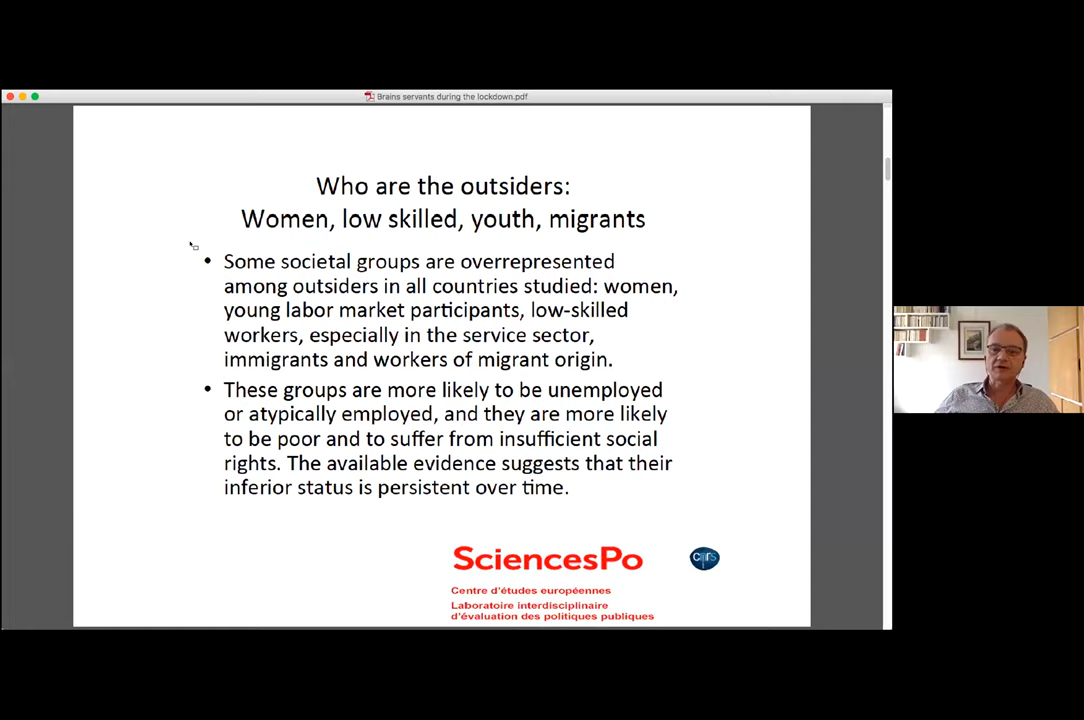 Brains servants during the lockdown.pdf
Who are the outsiders:
Women, low skilled, youth, migrants
• Some societal groups are overrepresented
among outsiders in all countries studied: women,
young labor market participants, low-skilled
workers, especially in the service sector,
immigrants and workers of migrant origin.
• These groups are more likely to be unemployed
or atypically employed, and they are more likely
to be poor and to suffer from insufficient social
rights. The available evidence suggests that their
inferior status is persistent over time.
SciencesPo
cnrs
Centre d'études européennes
Laboratoire interdisciplinaire
d'évaluation des politiques publiques